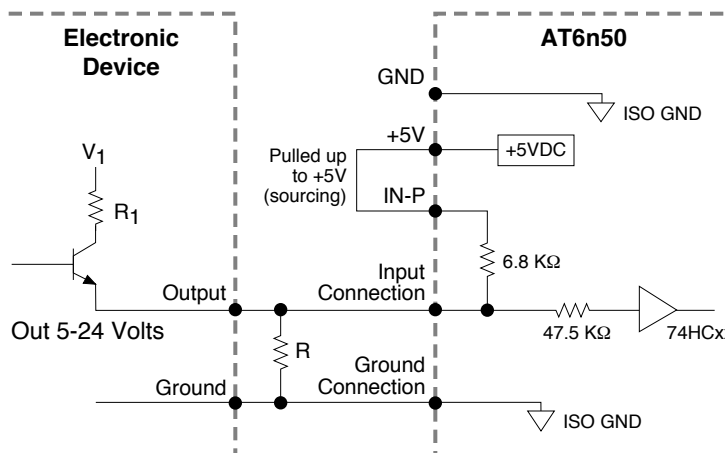 Electronic
Device
AT6n50
GND
ISO GND
+5V
+5VDC
Pulled up
to +5V
(sourcing)
IN-P
V1
R1
6.8 KΩ
Output
Input
Connection
Out 5-24 Volts
47.5 KΩ
74HCx
R
Ground
Ground
Connection
ISO GND